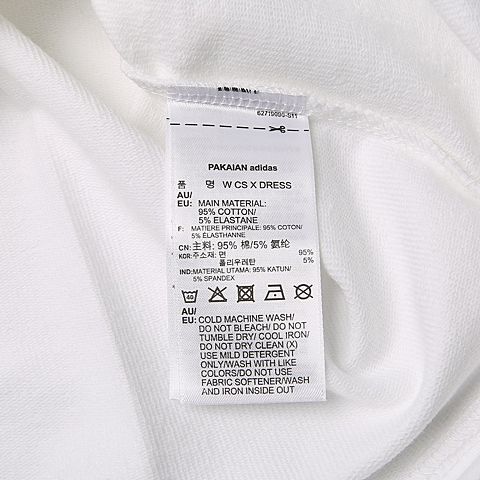 62710000-S11
PAKAIAN adidas
품 명 W CS X DRESS
AU/
EU: MAIN MATERIAL:
95% COTTON/
5% ELASTANE
F: MATIERE PRINCIPALE: 95% COTON/
5% ÉLASTHANNE
CN: 主料: 95% 棉/5% 氨纶
KOR: 주소재: 면 95%
폴리우레탄 5%
IND: MATERIAL UTAMA: 95% KATUN/
5% SPANDEX
40
AU/
EU: COLD MACHINE WASH/
DO NOT BLEACH/ DO NOT
TUMBLE DRY/ COOL IRON/
DO NOT DRY CLEAN (X)
USE MILD DETERGENT
ONLY/WASH WITH LIKE
COLORS/DO NOT USE
FABRIC SOFTENER/WASH
AND IRON INSIDE OUT